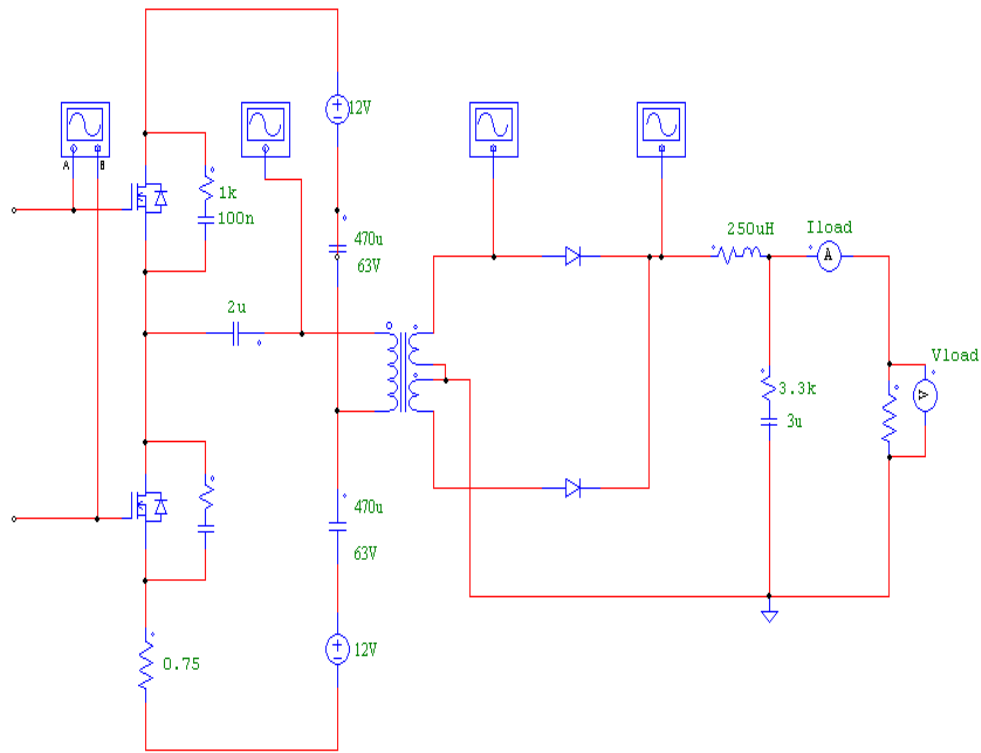 12V
A
B
1k
100n
470u
63V
250uH
Iload
A
2u
Vload
3.3k
V
3u
470u
63V
12V
0.75